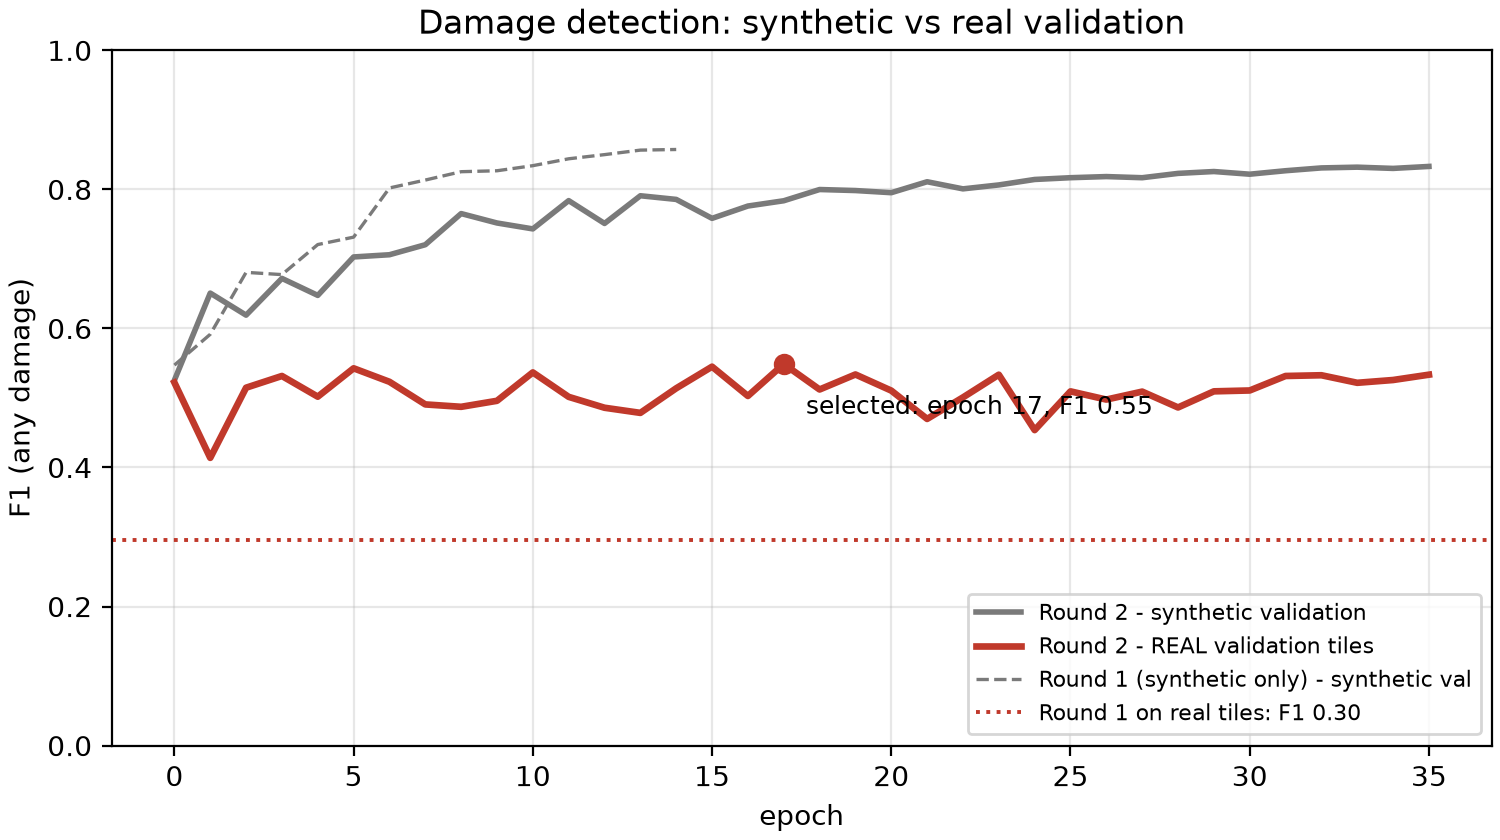 Damage detection: synthetic vs real validation
F1 (any damage)
1.0
0.8
0.6
0.4
0.2
0.0
selected: epoch 17, F1 0.55
Round 2 - synthetic validation
Round 2 - REAL validation tiles
Round 1 (synthetic only) - synthetic val
Round 1 on real tiles: F1 0.30
0 5 10 15 20 25 30 35
epoch